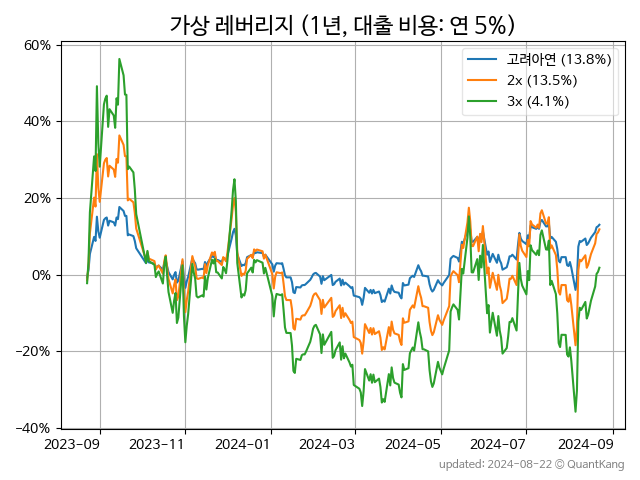 가상 레버리지 (1년, 대출 비용: 연 5%)
60%
40%
20%
0%
−20%
−40%
고려아연 (13.8%)
2x (13.5%)
3x (4.1%)
2023-09 2023-11 2024-01 2024-03 2024-05 2024-07 2024-09
updated: 2024-08-22 © QuantKang